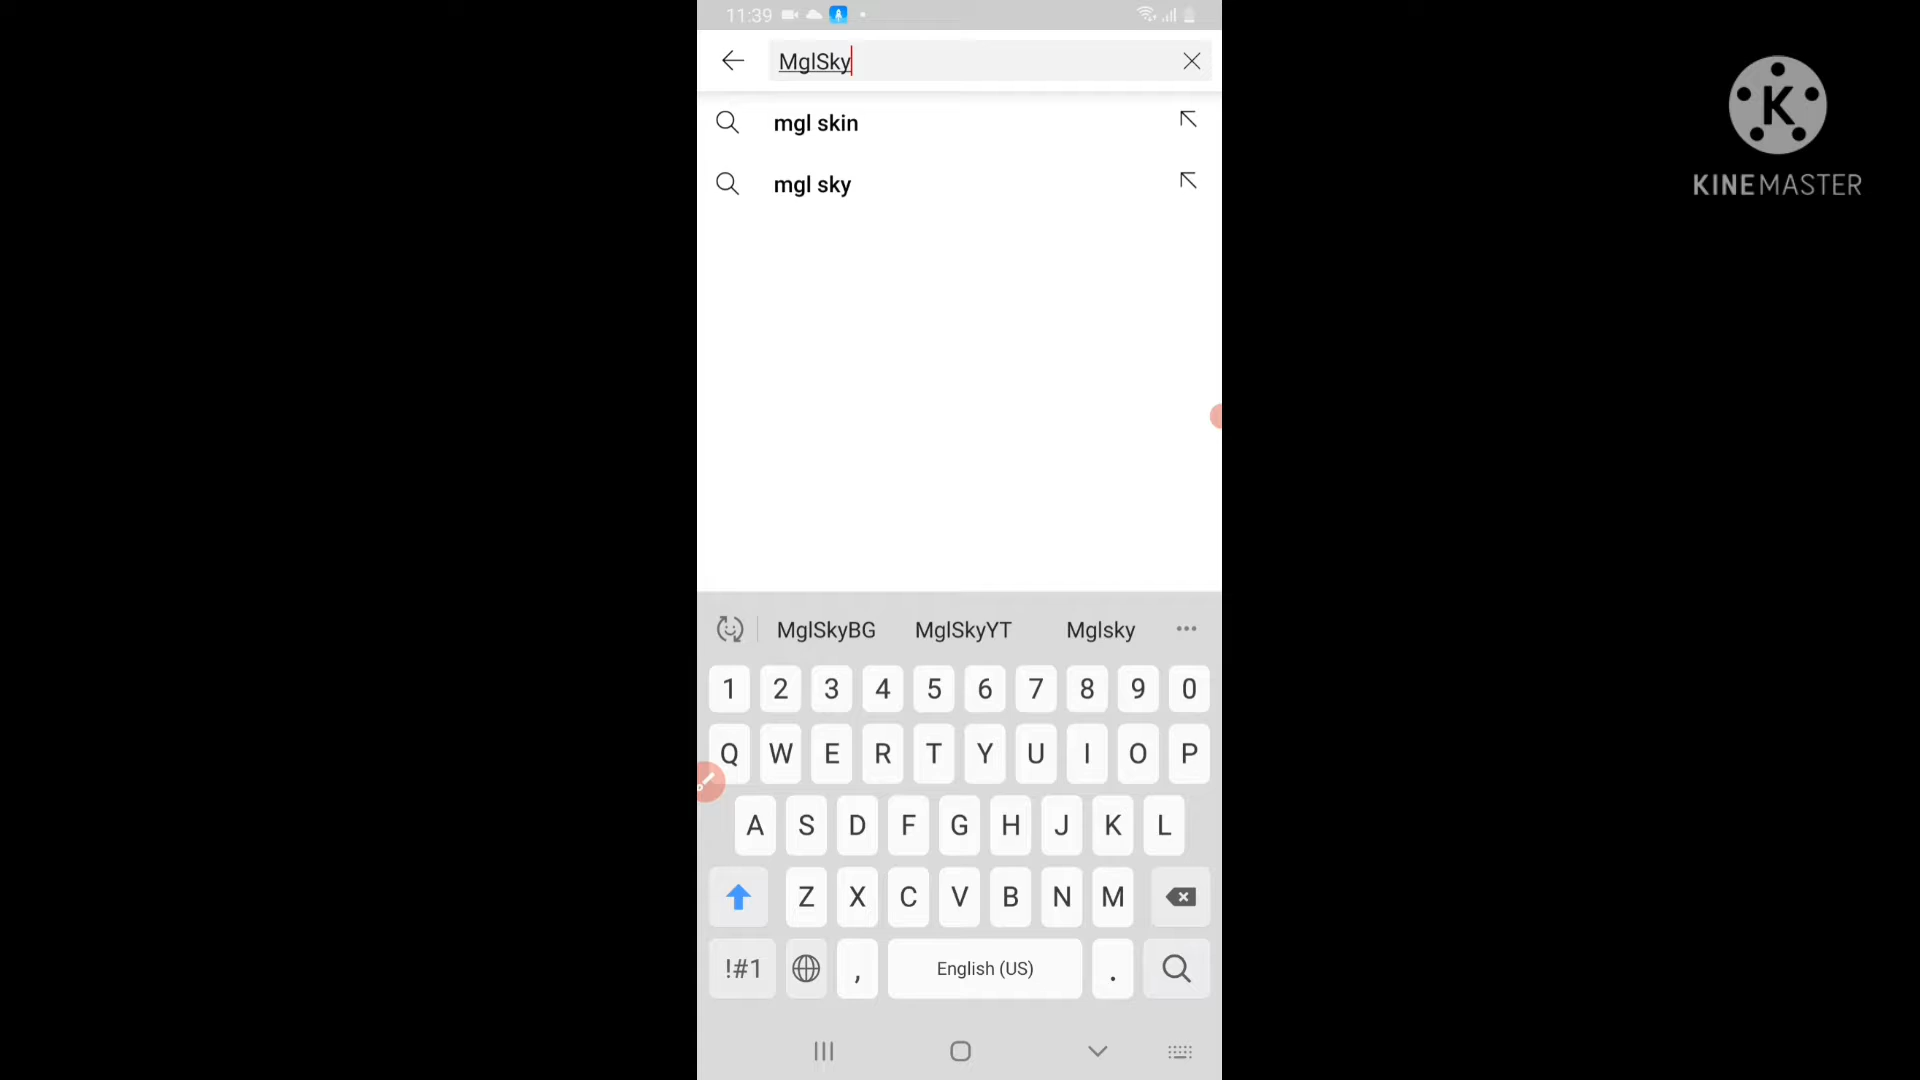 11:39
MglSky
mgl skin
mgl sky
K
KINEMASTER
MglSkyBG MglSkyYT Mglsky
1 2 3 4 5 6 7 8 9 0
Q W E R T Y U I O P
A S D F G H J K L
Z X C V B N M
!#1 , English (US) .